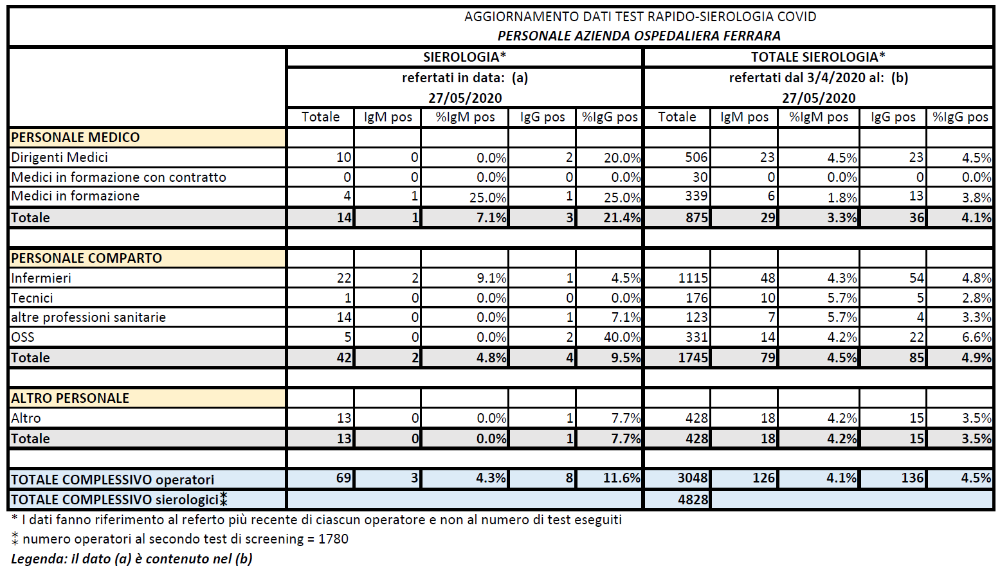 AGGIORNAMENTO DATI TEST RAPIDO-SIEROLOGIA COVID
PERSONALE AZIENDA OSPEDALIERA FERRARA
SIEROLOGIA* TOTALE SIEROLOGIA*
refertati in data: (a) refertati dal 3/4/2020 al: (b)
27/05/2020 27/05/2020
Totale IgM pos %IgM pos IgG pos %IgG pos Totale IgM pos %IgM pos IgG pos %IgG pos
PERSONALE MEDICO
Dirigenti Medici 10 0 0.0% 2 20.0% 506 23 4.5% 23 4.5%
Medici in formazione con contratto 0 0 0.0% 0 0.0% 30 0 0.0% 0 0.0%
Medici in formazione 4 1 25.0% 1 25.0% 339 6 1.8% 13 3.8%
Totale 14 1 7.1% 3 21.4% 875 29 3.3% 36 4.1%
PERSONALE COMPARTO
Infermieri 22 2 9.1% 1 4.5% 1115 48 4.3% 54 4.8%
Tecnici 1 0 0.0% 0 0.0% 176 10 5.7% 5 2.8%
altre professioni sanitarie 14 0 0.0% 1 7.1% 123 7 5.7% 4 3.3%
OSS 5 0 0.0% 2 40.0% 331 14 4.2% 22 6.6%
Totale 42 2 4.8% 4 9.5% 1745 79 4.5% 85 4.9%
ALTRO PERSONALE
Altro 13 0 0.0% 1 7.7% 428 18 4.2% 15 3.5%
Totale 13 0 0.0% 1 7.7% 428 18 4.2% 15 3.5%
TOTALE COMPLESSIVO operatori 69 3 4.3% 8 11.6% 3048 126 4.1% 136 4.5%
TOTALE COMPLESSIVO sierologici⁑ 4828
* I dati fanno riferimento al referto più recente di ciascun operatore e non al numero di test eseguiti
⁑ numero operatori al secondo test di screening = 1780
Legenda: il dato (a) è contenuto nel (b)